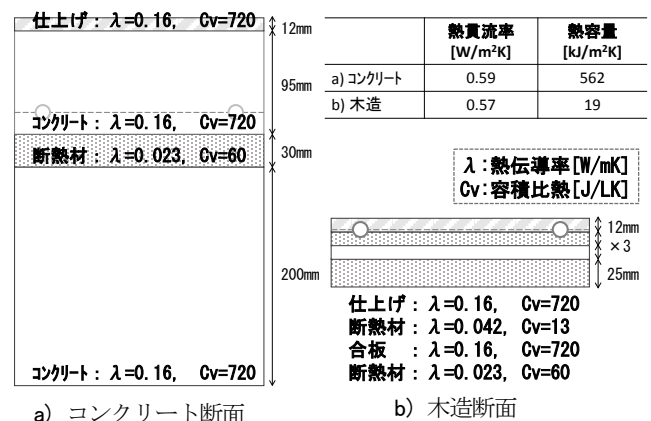 仕上げ：λ=0.16,　Cv=720
12mm
95mm
コンクリート：λ=0.16,　Cv=720
断熱材：λ=0.023,　Cv=60
30mm
200mm
コンクリート：λ=0.16,　Cv=720
a) コンクリート断面
熱貫流率 熱容量
[W/m²K] [kJ/m²K]
a) コンクリート 0.59 562
b) 木造 0.57 19
λ：熱伝導率[W/mK]
Cv：容積比熱[J/LK]
12mm
×3
25mm
仕上げ：λ=0.16,　Cv=720
断熱材：λ=0.042,　Cv=13
合板　：λ=0.16,　Cv=720
断熱材：λ=0.023,　Cv=60
b) 木造断面